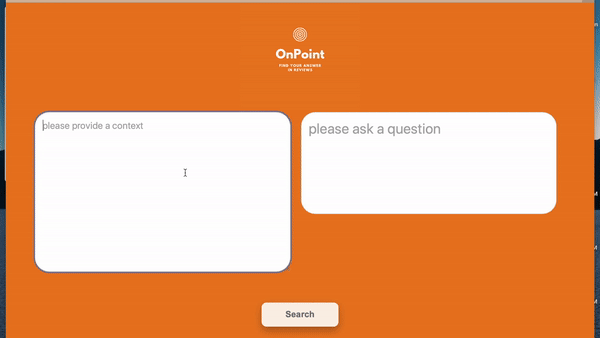 OnPoint
FIND YOUR ANSWER
IN REVIEWS
please provide a context
please ask a question
Search